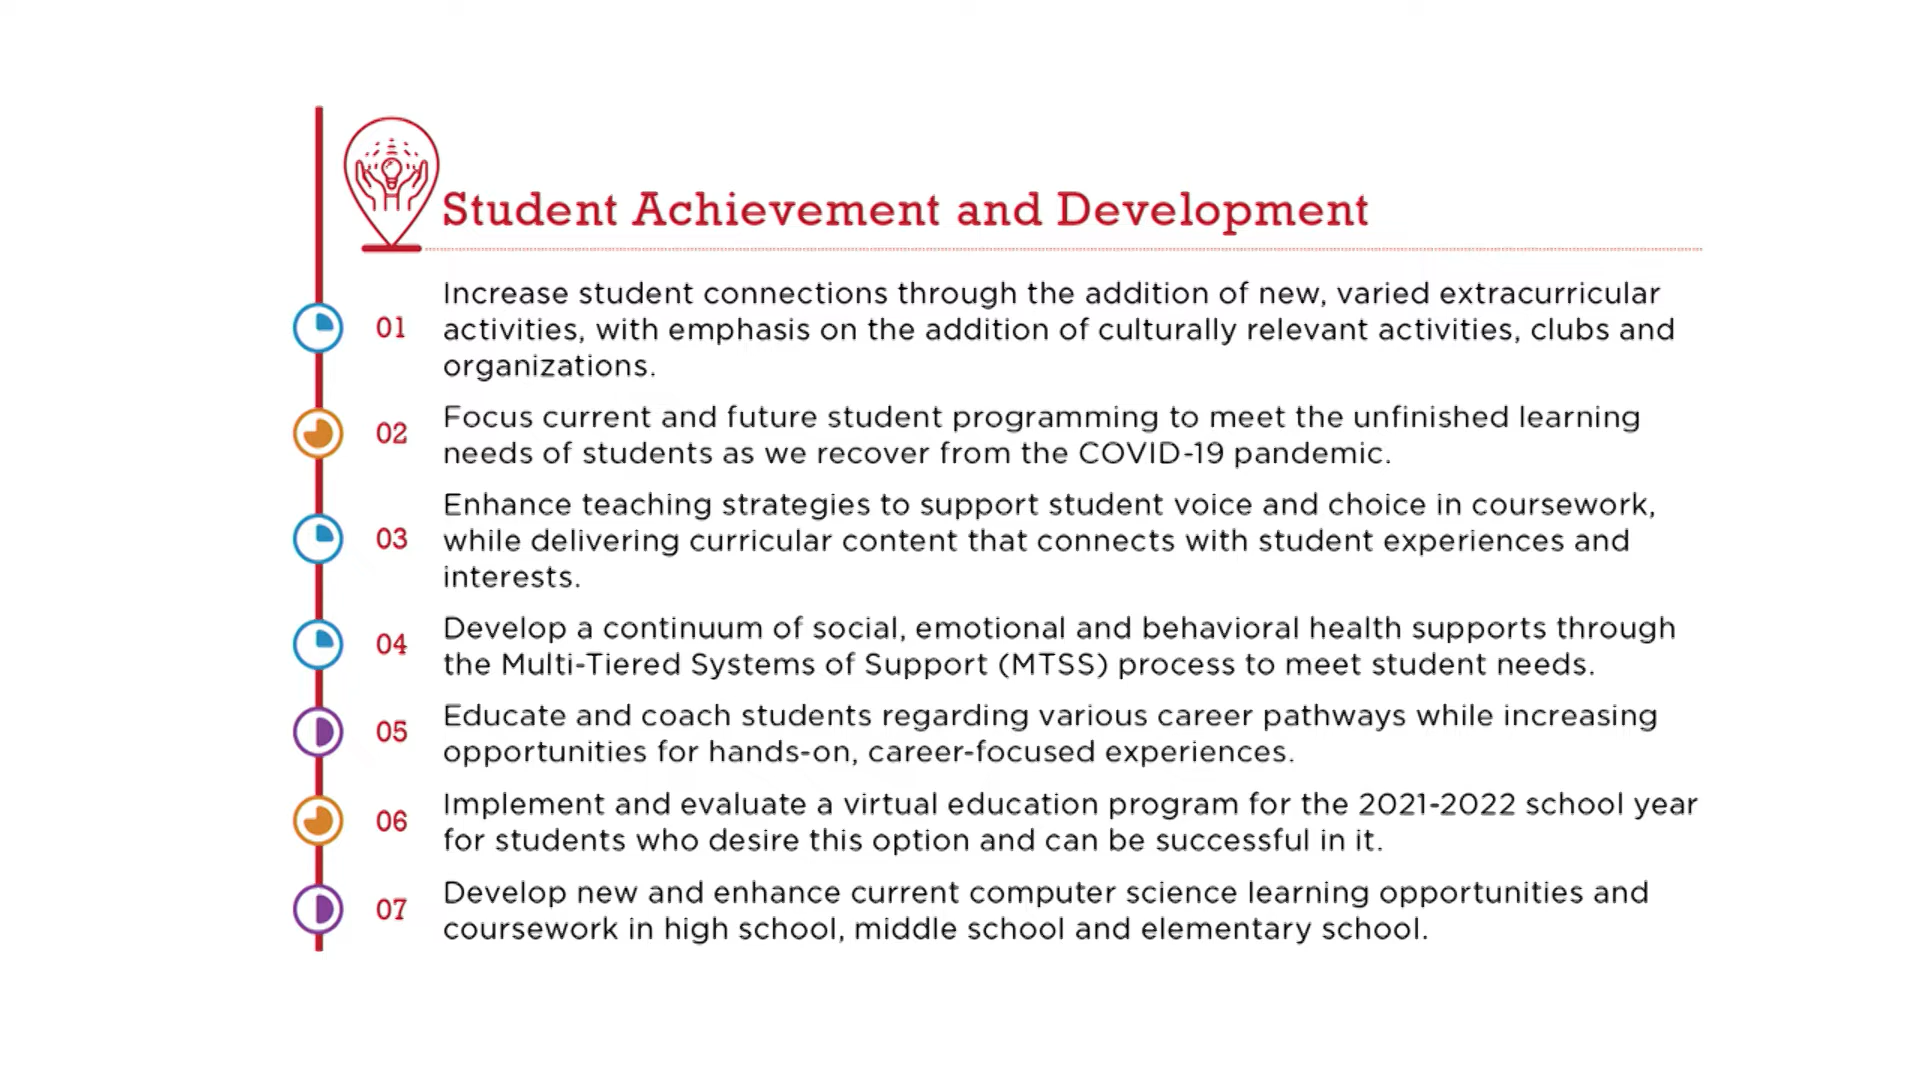 Student Achievement and Development
01
Increase student connections through the addition of new, varied extracurricular
activities, with emphasis on the addition of culturally relevant activities, clubs and
organizations.
02
Focus current and future student programming to meet the unfinished learning
needs of students as we recover from the COVID-19 pandemic.
03
Enhance teaching strategies to support student voice and choice in coursework,
while delivering curricular content that connects with student experiences and
interests.
04
Develop a continuum of social, emotional and behavioral health supports through
the Multi-Tiered Systems of Support (MTSS) process to meet student needs.
05
Educate and coach students regarding various career pathways while increasing
opportunities for hands-on, career-focused experiences.
06
Implement and evaluate a virtual education program for the 2021-2022 school year
for students who desire this option and can be successful in it.
07
Develop new and enhance current computer science learning opportunities and
coursework in high school, middle school and elementary school.